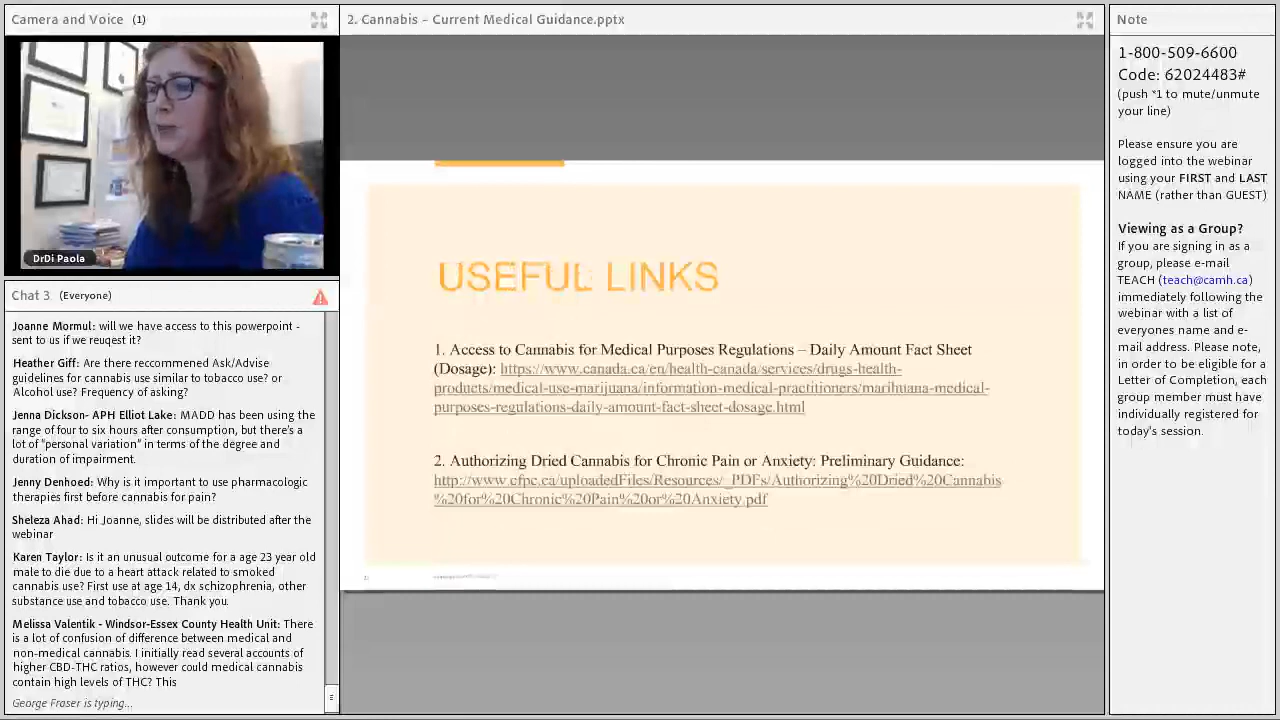 Camera and Voice (1)
DrDi Paola
Chat 3 (Everyone)
Joanne Mormul: will we have access to this powerpoint -
sent to us if we reuqest it?
Heather Giff: Are there reccommened Ask/Advise
guidelines for cannabis use similar to tobacco use? or
Alcohol use? Frequency of asking?
Jenna Dickson- APH Elliot Lake: MADD has been using the
range of four to six hours after consumption, but there's a
lot of "personal variation" in terms of the degree and
duration of impairment.
Jenny Denhoed: Why is it important to use pharmacologic
therapies first before cannabis for pain?
Sheleza Ahad: Hi Joanne, slides will be distributed after the
webinar
Karen Taylor: Is it an unusual outcome for a age 23 year old
male to die due to a heart attack related to smoked
cannabis use? First use at age 14, dx schizophrenia, other
substance use and tobacco use. Thank you.
Melissa Valentik - Windsor-Essex County Health Unit: There
is a lot of confusion of difference between medical and
non-medical cannabis. I initially read several accounts of
higher CBD-THC ratios, however could medical cannabis
contain high levels of THC? This
George Fraser is typing...
2. Cannabis - Current Medical Guidance.pptx
USEFUL LINKS
1. Access to Cannabis for Medical Purposes Regulations – Daily Amount Fact Sheet
(Dosage): https://www.canada.ca/en/health-canada/services/drugs-health-
products/medical-use-marijuana/information-medical-practitioners/marihuana-medical-
purposes-regulations-daily-amount-fact-sheet-dosage.html
2. Authorizing Dried Cannabis for Chronic Pain or Anxiety: Preliminary Guidance:
http://www.cfpc.ca/uploadedFiles/Resources/_PDFs/Authorizing%20Dried%20Cannabis
%20for%20Chronic%20Pain%20or%20Anxiety.pdf
Note
1-800-509-6600
Code: 62024483#
(push *1 to mute/unmute
your line)
Please ensure you are
logged into the webinar
using your FIRST and LAST
NAME (rather than GUEST)
Viewing as a Group?
If you are signing in as a
group, please e-mail
TEACH (teach@camh.ca)
immediately following the
webinar with a list of
everyones name and e-
mail address. Please note,
in order to be eligible for a
Letter of Completion, each
group member must have
individually registered for
today's session.